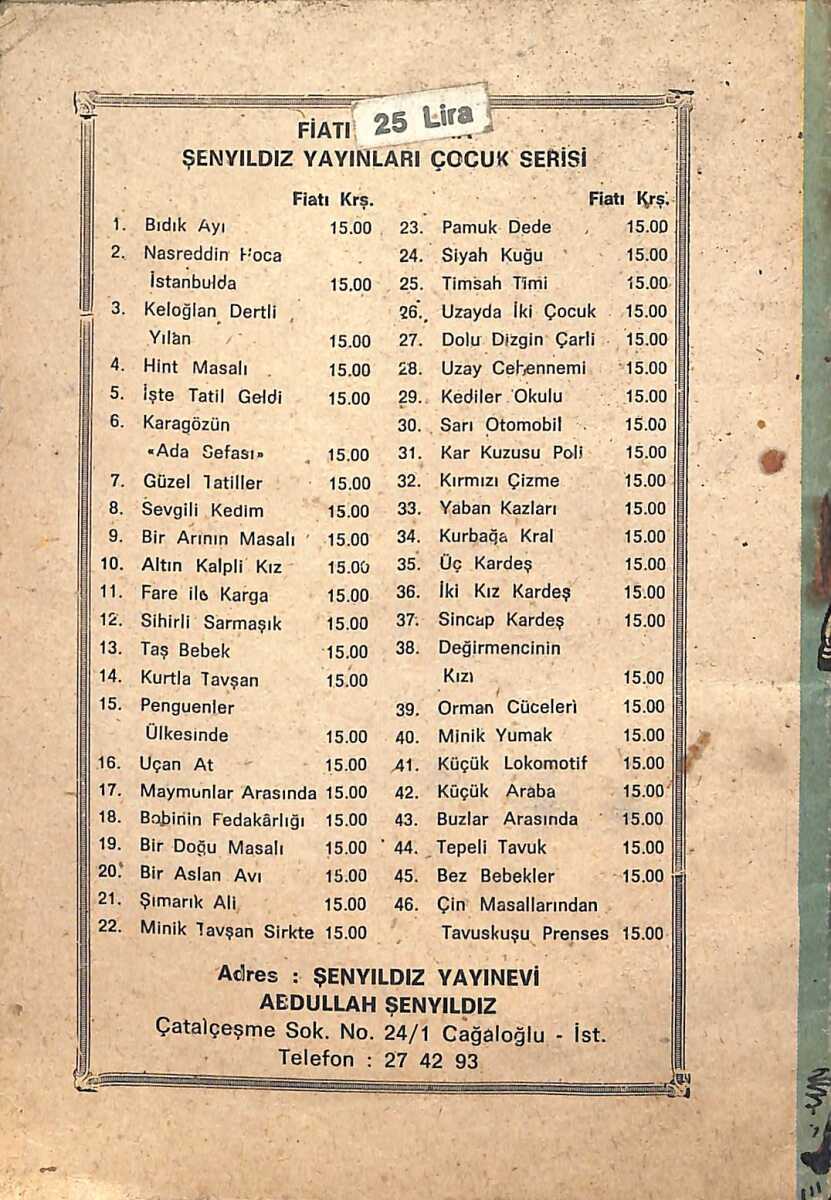 FİATI
25 Lira
ŞENYILDIZ YAYINLARI ÇOCUK SERİSİ
Fiatı Krş.
1. Bıdık Ayı 15.00
2. Nasreddin Hoca
İstanbulda 15.00
3. Keloğlan Dertli
Yılan 15.00
4. Hint Masalı 15.00
5. İşte Tatil Geldi 15.00
6. Karagözün
«Ada Sefası» 15.00
7. Güzel Tatiller 15.00
8. Sevgili Kedim 15.00
9. Bir Arının Masalı 15.00
10. Altın Kalpli Kız 15.00
11. Fare ile Karga 15.00
12. Sihirli Sarmaşık 15.00
13. Taş Bebek 15.00
14. Kurtla Tavşan 15.00
15. Penguenler
Ülkesinde 15.00
16. Uçan At 15.00
17. Maymunlar Arasında 15.00
18. Bobinin Fedakârlığı 15.00
19. Bir Doğu Masalı 15.00
20. Bir Aslan Avı 15.00
21. Şımarık Ali 15.00
22. Minik Tavşan Sirkte 15.00
Fiatı Krş.
23. Pamuk Dede 15.00
24. Siyah Kuğu 15.00
25. Timsah Timi 15.00
26. Uzayda İki Çocuk 15.00
27. Dolu Dizgin Çarli 15.00
28. Uzay Cehennemi 15.00
29. Kediler Okulu 15.00
30. Sarı Otomobil 15.00
31. Kar Kuzusu Poli 15.00
32. Kırmızı Çizme 15.00
33. Yaban Kazları 15.00
34. Kurbağa Kral 15.00
35. Üç Kardeş 15.00
36. İki Kız Kardeş 15.00
37. Sincap Kardeş 15.00
38. Değirmencinin
Kızı 15.00
39. Orman Cüceleri 15.00
40. Minik Yumak 15.00
41. Küçük Lokomotif 15.00
42. Küçük Araba 15.00
43. Buzlar Arasında 15.00
44. Tepeli Tavuk 15.00
45. Bez Bebekler 15.00
46. Çin Masallarından
Tavuskuşu Prenses 15.00
Adres : ŞENYILDIZ YAYINEVİ
ABDULLAH ŞENYILDIZ
Çatalçeşme Sok. No. 24/1 Cağaloğlu - İst.
Telefon : 27 42 93